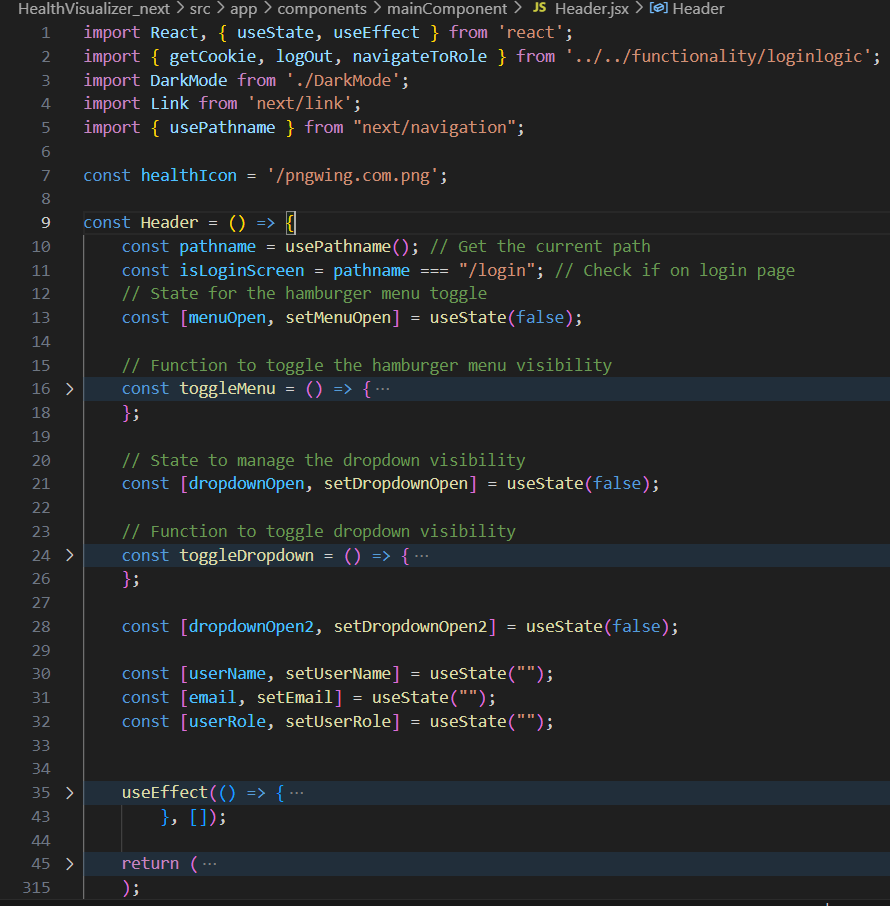 HealthVisualizer_next > src > app > components > mainComponent > JS Header.jsx > Header
1 import React, { useState, useEffect } from 'react';
2 import { getCookie, logOut, navigateToRole } from '../../functionality/loginlogic';
3 import DarkMode from './DarkMode';
4 import Link from 'next/link';
5 import { usePathname } from "next/navigation";
6
7 const healthIcon = '/pngwing.com.png';
8
9 const Header = () => {
10 const pathname = usePathname(); // Get the current path
11 const isLoginScreen = pathname === "/login"; // Check if on login page
12 // State for the hamburger menu toggle
13 const [menuOpen, setMenuOpen] = useState(false);
14
15 // Function to toggle the hamburger menu visibility
16 > const toggleMenu = () => { ···
18 };
19
20 // State to manage the dropdown visibility
21 const [dropdownOpen, setDropdownOpen] = useState(false);
22
23 // Function to toggle dropdown visibility
24 > const toggleDropdown = () => { ···
26 };
27
28 const [dropdownOpen2, setDropdownOpen2] = useState(false);
29
30 const [userName, setUserName] = useState("");
31 const [email, setEmail] = useState("");
32 const [userRole, setUserRole] = useState("");
33
34
35 > useEffect(() => { ···
43 }, []);
44
45 > return ( ···
315 );